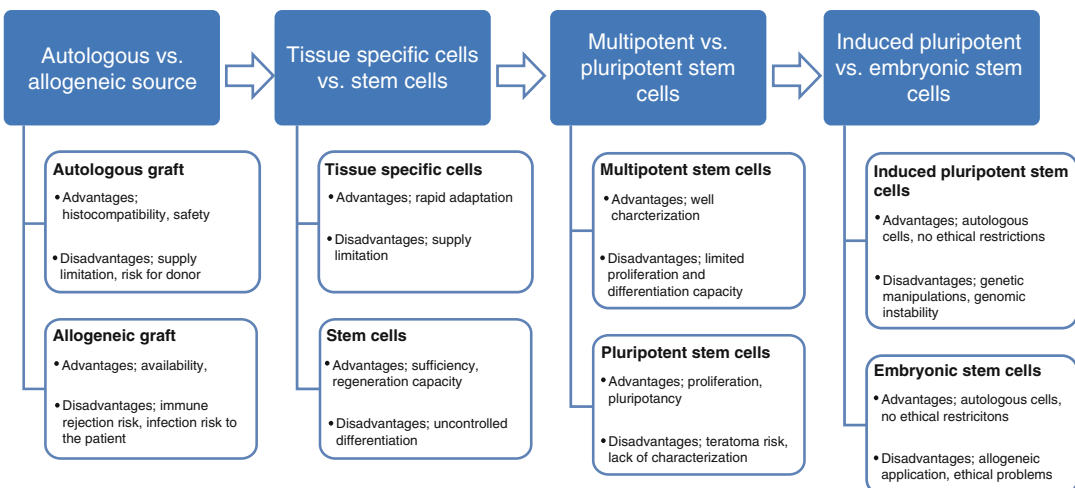 Autologous vs.
allogeneic source
Tissue specific cells
vs. stem cells
Multipotent vs.
pluripotent stem
cells
Induced pluripotent
vs. embryonic stem
cells
Autologous graft
• Advantages;
histocompatibility, safety
• Disadvantages; supply
limitation, risk for donor
Allogeneic graft
• Advantages; availability,
• Disadvantages; immune
rejection risk, infection risk to
the patient
Tissue specific cells
• Advantages; rapid adaptation
• Disadvantages; supply
limitation
Stem cells
• Advantages; sufficiency,
regeneration capacity
• Disadvantages; uncontrolled
differentiation
Multipotent stem cells
• Advantages; well
charcterization
• Disadvantages; limited
proliferation and
differentiation capacity
Pluripotent stem cells
• Advantages; proliferation,
pluripotancy
• Disadvantages; teratoma risk,
lack of characterization
Induced pluripotent stem
cells
• Advantages; autologous
cells, no ethical restrictions
• Disadvantages; genetic
manipulations, genomic
instability
Embryonic stem cells
• Advantages; autologous cells,
no ethical restricitons
• Disadvantages; allogeneic
application, ethical problems